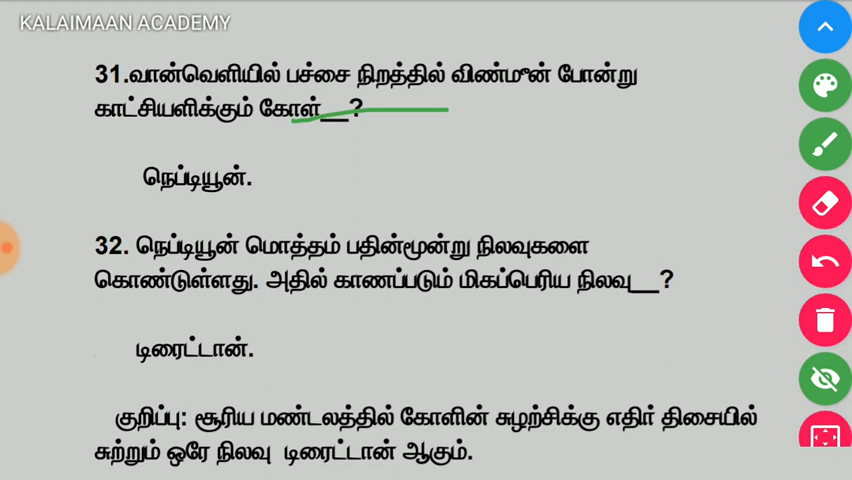 KALAIMAAN ACADEMY
31.வான்வெளியில் பச்சை நிறத்தில் விண்மூன் போன்று
காட்சியளிக்கும் கோள்__?
நெப்டியூன்.
32. நெப்டியூன் மொத்தம் பதின்மூன்று நிலவுகளை
கொண்டுள்ளது. அதில் காணப்படும் மிகப்பெரிய நிலவு__?
டிரைட்டான்.
குறிப்பு: சூரிய மண்டலத்தில் கோளின் சுழற்சிக்கு எதிர் திசையில்
சுற்றும் ஒரே நிலவு டிரைட்டான் ஆகும்.